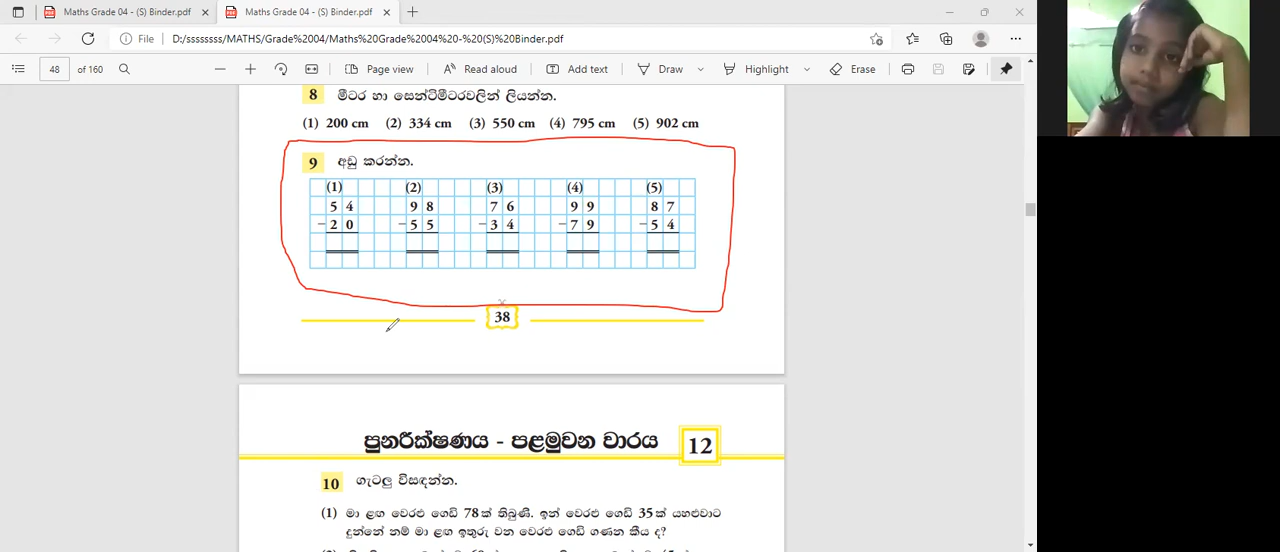 Maths Grade 04 - (S) Binder.pdf
Maths Grade 04 - (S) Binder.pdf
File D:/ssssssss/MATHS/Grade%2004/Maths%20Grade%2004%20-%20(S)%20Binder.pdf
48 of 160 Page view Read aloud Add text Draw Highlight Erase
8 මීටර හා සෙන්ටිමීටරවලින් ලියන්න.
(1) 200 cm (2) 334 cm (3) 550 cm (4) 795 cm (5) 902 cm
9 අඩු කරන්න.
(1) (2) (3) (4) (5)
5 4 9 8 7 6 9 9 8 7
- 2 0 - 5 5 - 3 4 - 7 9 - 5 4
38
පුනරීක්ෂණය - පළමුවන වාරය 12
10 ගැටලු විසඳන්න.
(1) මා ළඟ වෙරළු ගෙඩි 78ක් තිබුණි. ඉන් වෙරළු ගෙඩි 35ක් යහළුවාට
දුන්නේ නම් මා ළඟ ඉතුරු වන වෙරළු ගෙඩි ගණන කීය ද?